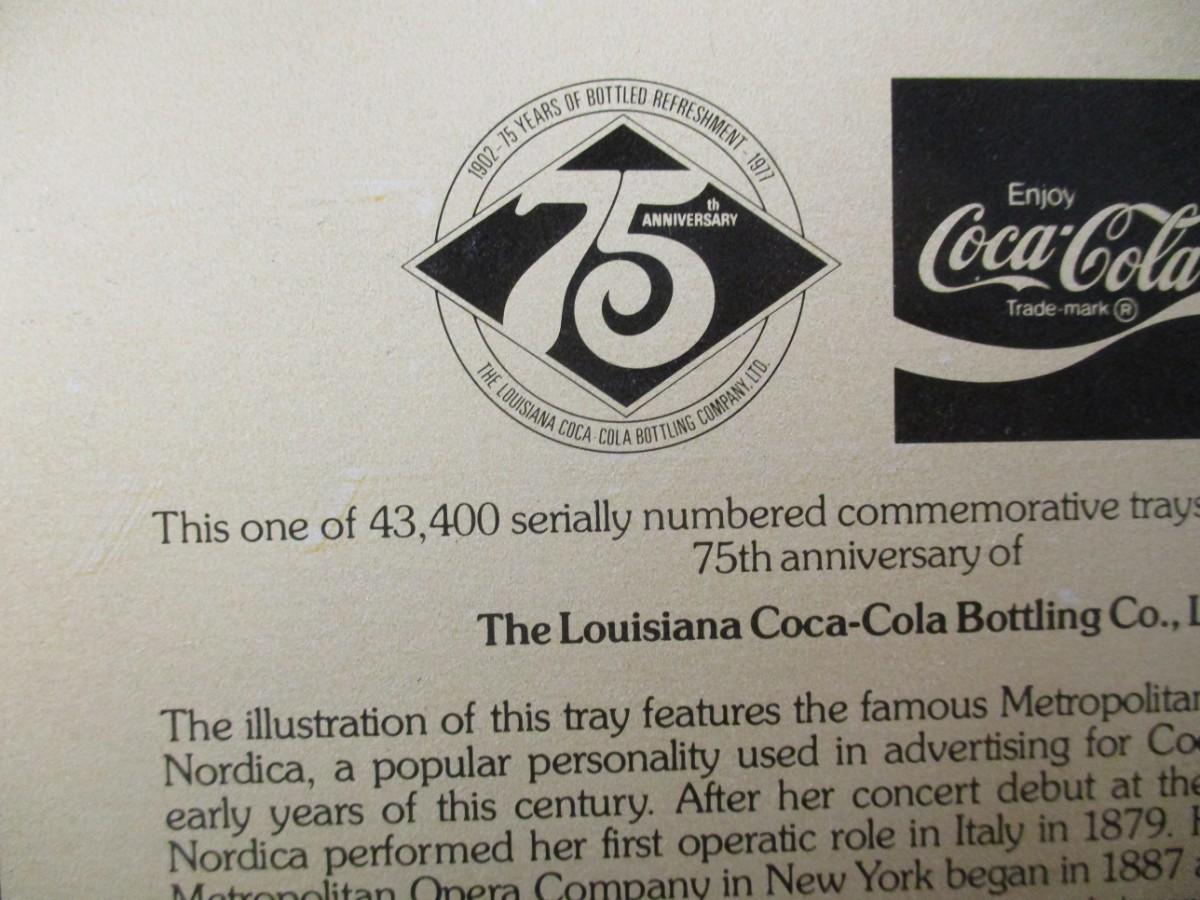 1902-75 YEARS OF BOTTLED REFRESHMENT-1977
75th
ANNIVERSARY
THE LOUISIANA COCA-COLA BOTTLING COMPANY, LTD.
Enjoy
Coca-Cola
Trade-mark ®
This one of 43,400 serially numbered commemorative trays
75th anniversary of
The Louisiana Coca-Cola Bottling Co.,
The illustration of this tray features the famous Metropolitan
Nordica, a popular personality used in advertising for
early years of this century. After her concert debut at the
Nordica performed her first operatic role in Italy in 1879.
Metropolitan Opera Company in New York began in 1887